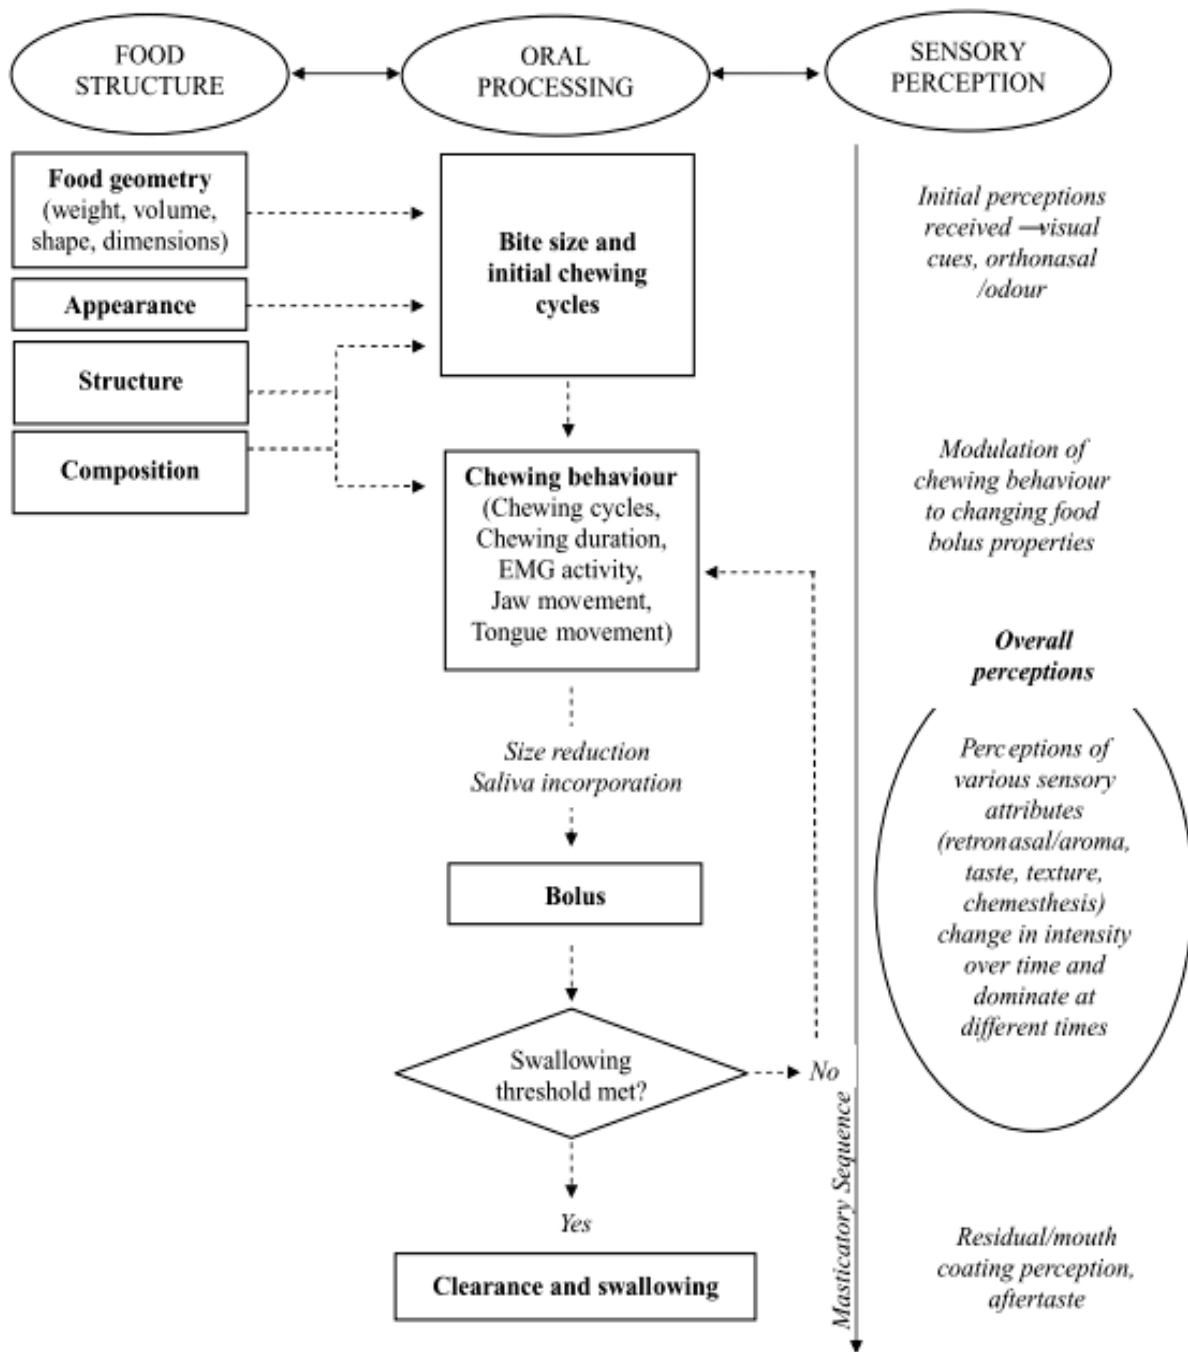 FOOD
STRUCTURE
ORAL
PROCESSING
SENSORY
PERCEPTION
Food geometry
(weight, volume,
shape, dimensions)
Appearance
Structure
Composition
Bite size and
initial chewing
cycles
Chewing behaviour
(Chewing cycles,
Chewing duration,
EMG activity,
Jaw movement,
Tongue movement)
Size reduction
Saliva incorporation
Bolus
Swallowing
threshold met?
No
Yes
Clearance and swallowing
Masticatory Sequence
Initial perceptions
received →visual
cues, orthonasal
/odour
Modulation of
chewing behaviour
to changing food
bolus properties
Overall
perceptions
Perceptions of
various sensory
attributes
(retronasal/aroma,
taste, texture,
chemesthesis)
change in intensity
over time and
dominate at
different times
Residual/mouth
coating perception,
aftertaste